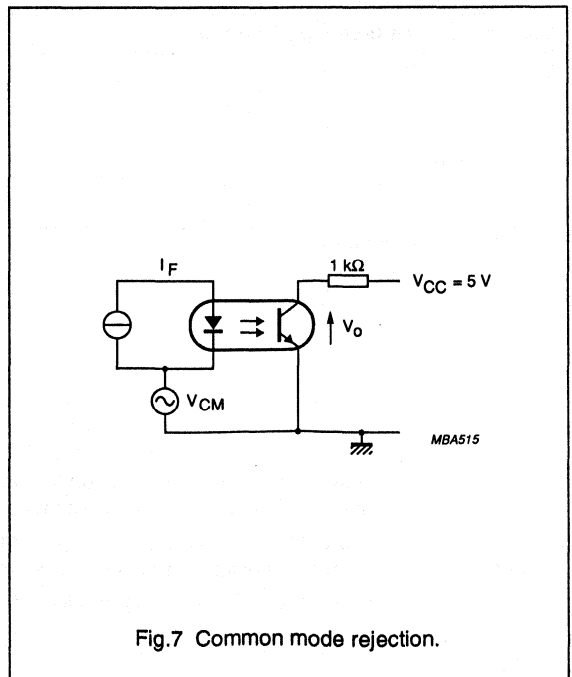 I_F
1 kΩ
V_CC = 5 V
V_o
V_CM
MBA515
Fig.7 Common mode rejection.